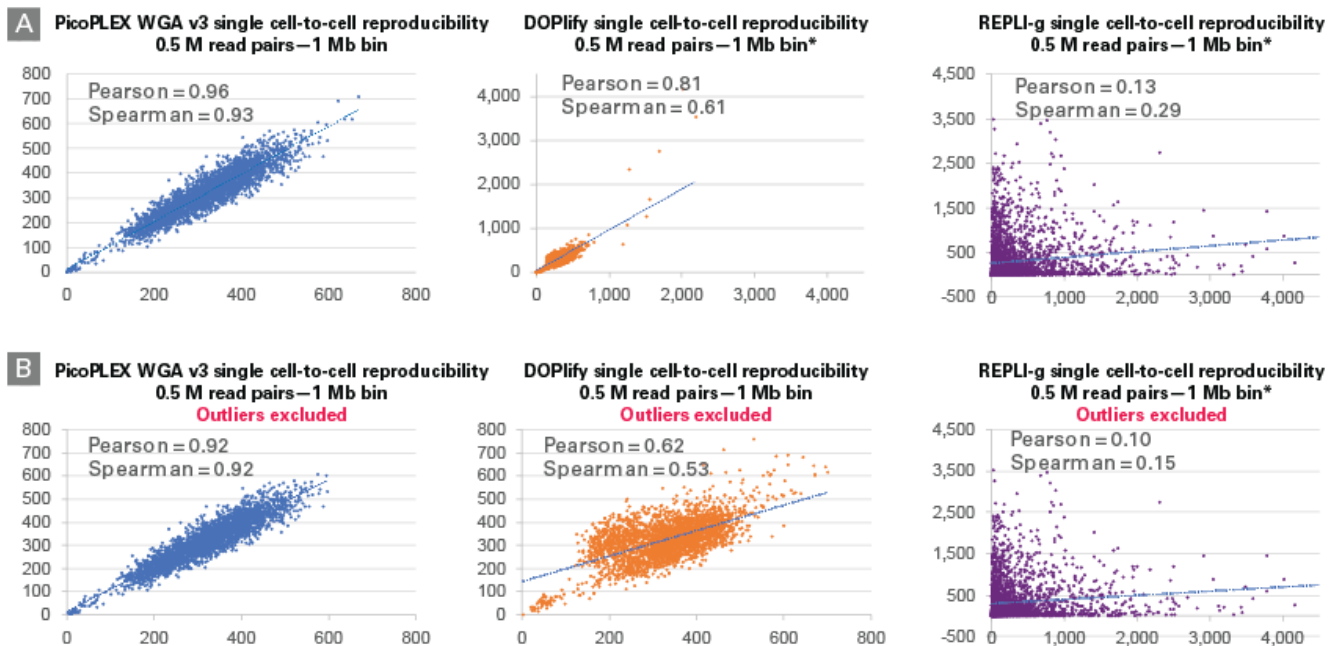 A
PicoPLEX WGA v3 single cell-to-cell reproducibility
0.5 M read pairs—1 Mb bin
Pearson = 0.96
Spearman = 0.93
800
700
600
500
400
300
200
100
0
0 200 400 600 800
DOPlify single cell-to-cell reproducibility
0.5 M read pairs—1 Mb bin*
Pearson = 0.81
Spearman = 0.61
4,000
3,000
2,000
1,000
0
0 1,000 2,000 3,000 4,000
REPLI-g single cell-to-cell reproducibility
0.5 M read pairs—1 Mb bin*
Pearson = 0.13
Spearman = 0.29
4,500
3,500
2,500
1,500
500
-500
0 1,000 2,000 3,000 4,000
B
PicoPLEX WGA v3 single cell-to-cell reproducibility
0.5 M read pairs—1 Mb bin
Outliers excluded
Pearson = 0.92
Spearman = 0.92
800
700
600
500
400
300
200
100
0
0 200 400 600 800
DOPlify single cell-to-cell reproducibility
0.5 M read pairs—1 Mb bin
Outliers excluded
Pearson = 0.62
Spearman = 0.53
800
700
600
500
400
300
200
100
0
0 200 400 600 800
REPLI-g single cell-to-cell reproducibility
0.5 M read pairs—1 Mb bin*
Outliers excluded
Pearson = 0.10
Spearman = 0.15
4,500
3,500
2,500
1,500
500
-500
0 1,000 2,000 3,000 4,000